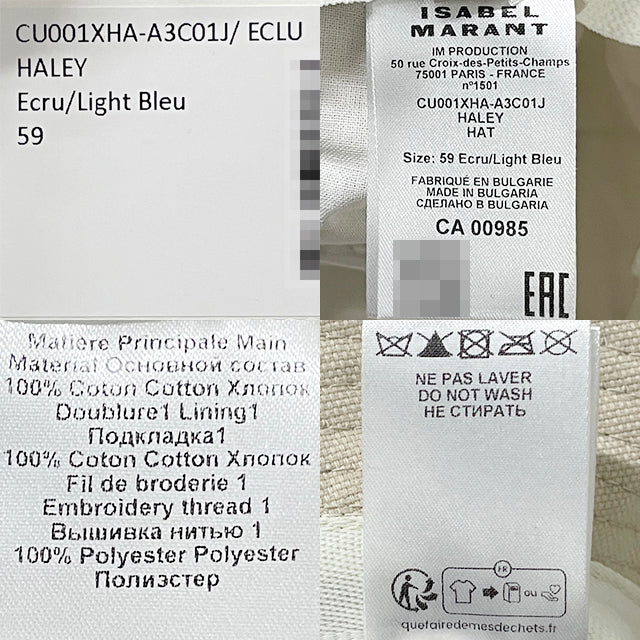 CU001XHA-A3C01J/ ECLU
HALEY
Ecru/Light Bleu
59
ISABEL
MARANT
IM PRODUCTION
50 rue Croix-des-Petits-Champs
75001 PARIS - FRANCE
n°1501
CU001XHA-A3C01J
HALEY
HAT
Size: 59 Ecru/Light Bleu
FABRIQUÉ EN BULGARIE
MADE IN BULGARIA
СДЕЛАНО В BULGARIA
CA 00985
EAC
Matière Principale Main
Material Основной состав
100% Coton Cotton Хлопок
Doublure1 Lining1
Подкладка1
100% Coton Cotton Хлопок
Fil de broderie 1
Embroidery thread 1
Вышивка нитью 1
100% Polyester Polyester
Полиэстер
NE PAS LAVER
DO NOT WASH
НЕ СТИРАТЬ
FR
OU
quefairedemesdechets.fr